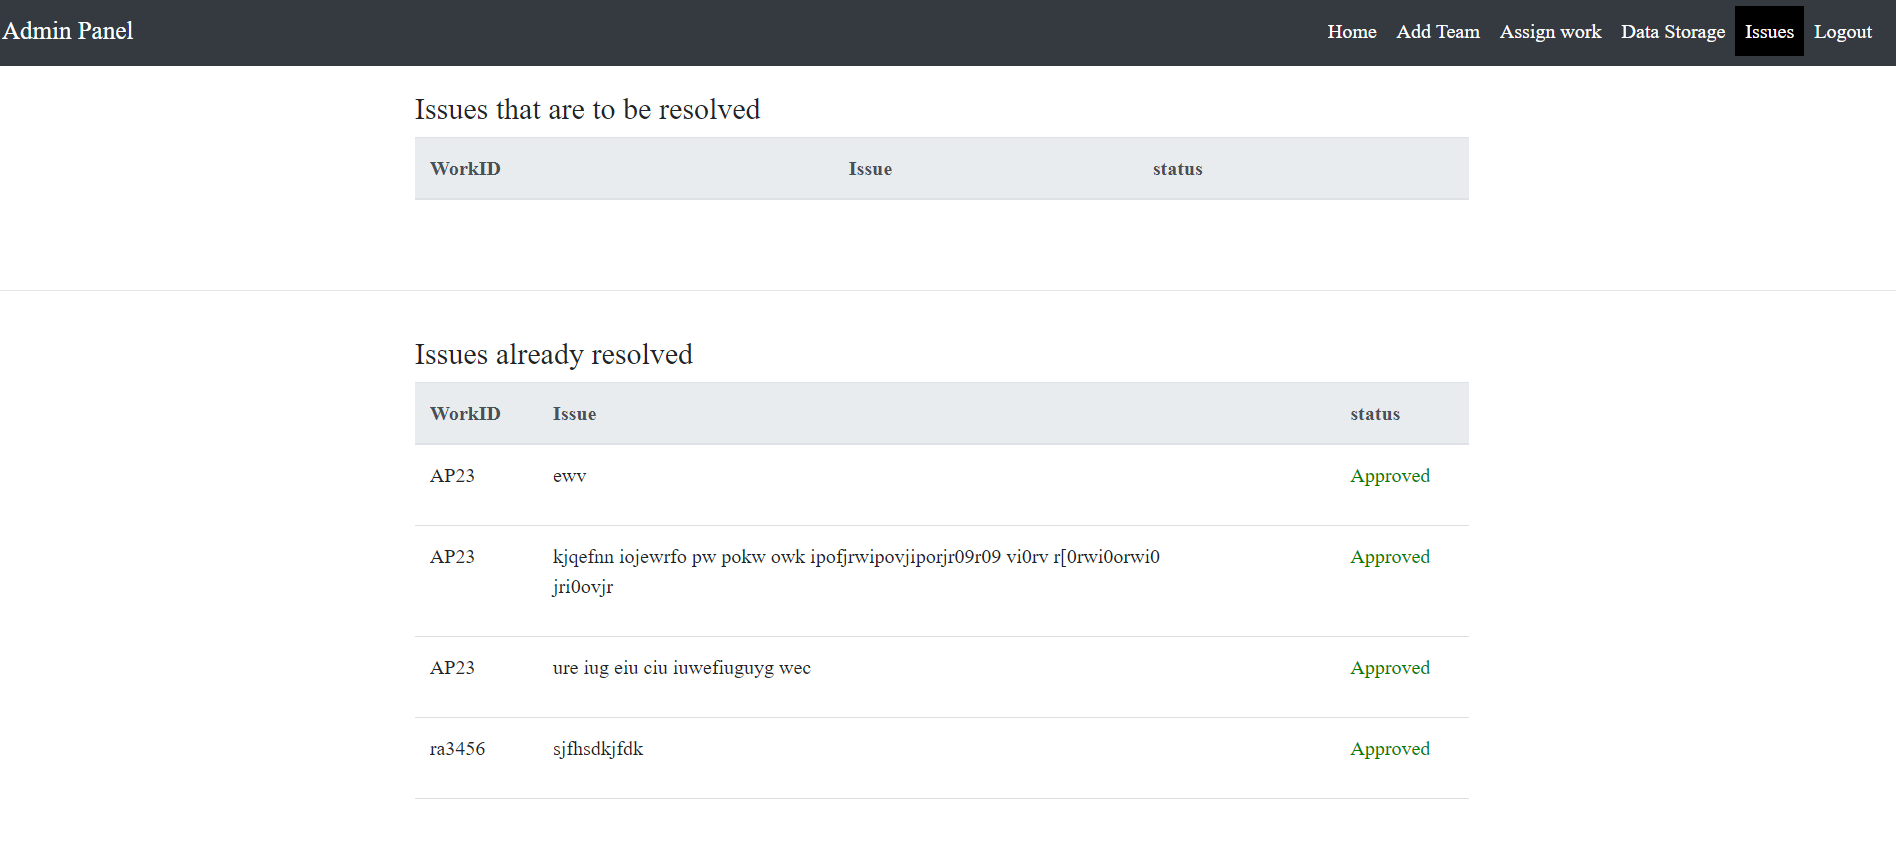 Admin Panel Home Add Team Assign work Data Storage Issues Logout
Issues that are to be resolved
WorkID Issue status
Issues already resolved
WorkID Issue status
AP23 ewv Approved
AP23 kjqefnn iojewrfo pw pokw owk ipofjrwipovjiporjr09r09 vi0rv r[0rwi0orwi0 Approved
jri0ovjr
AP23 ure iug eiu ciu iuwefiuguyg wec Approved
ra3456 sjfhsdkjfdk Approved